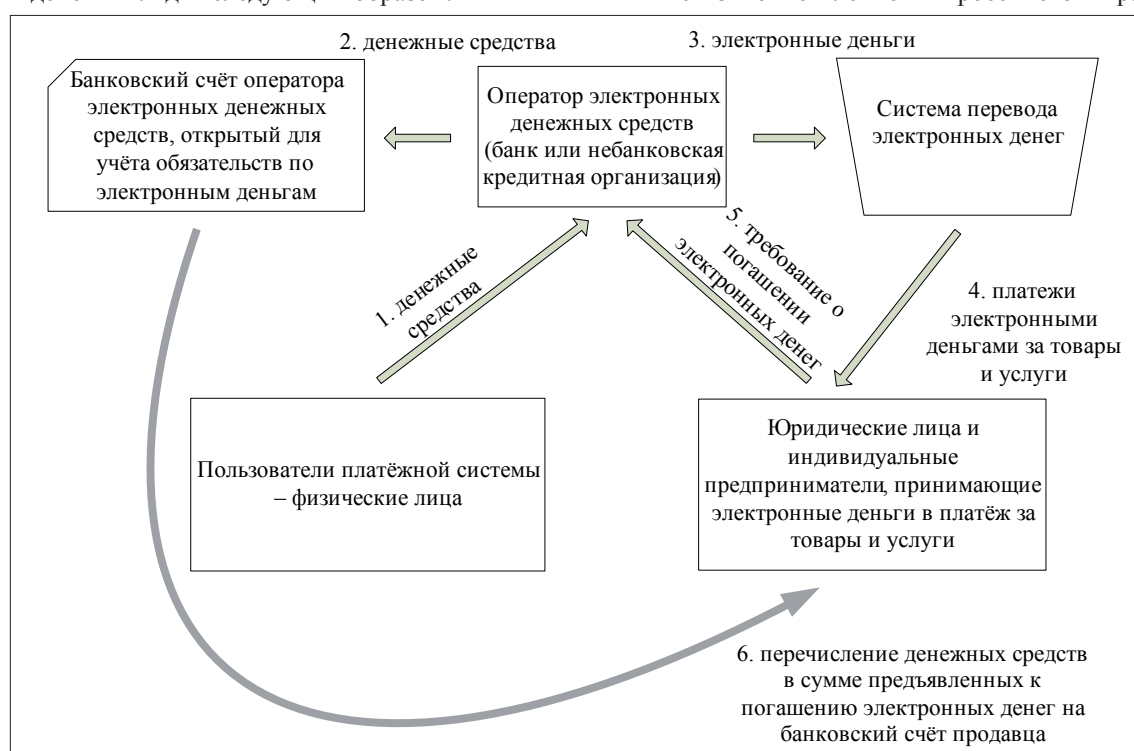 2. денежные средства
3. электронные деньги
Банковский счёт оператора
электронных денежных
средств, открытый для
учёта обязательств по
электронным деньгам
Оператор электронных
денежных средств
(банк или небанковская
кредитная организация)
Система перевода
электронных денег
1. денежные
средства
5. требование о
погашении
электронных денег
4. платежи
электронными
деньгами за товары
и услуги
Пользователи платёжной системы
– физические лица
Юридические лица и
индивидуальные
предприниматели, принимающие
электронные деньги в платёж за
товары и услуги
6. перечисление денежных средств
в сумме предъявленных к
погашению электронных денег на
банковский счёт продавца